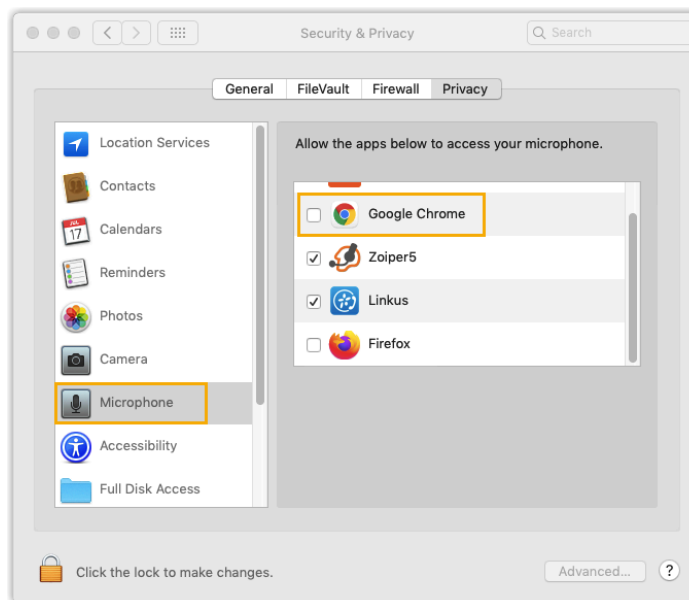 Security & Privacy
Search
General
FileVault
Firewall
Privacy
Location Services
Contacts
JUL
17
Calendars
Reminders
Photos
Camera
Microphone
Accessibility
Full Disk Access
Allow the apps below to access your microphone.
Google Chrome
Zoiper5
Linkus
Firefox
Click the lock to make changes.
Advanced...
?